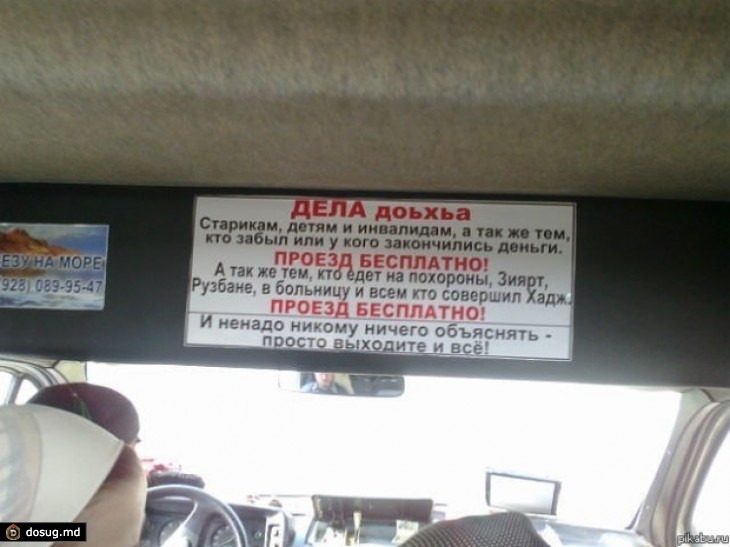 ДЕЛА доьхьа
Старикам, детям и инвалидам, а так же тем,
кто забыл или у кого закончились деньги.
ПРОЕЗД БЕСПЛАТНО!
А так же тем, кто едет на похороны, Зиярт,
Рузбане, в больницу и всем кто совершил Хадж.
ПРОЕЗД БЕСПЛАТНО!
И ненадо никому ничего объяснять -
просто выходите и всё!
ЕЗУ НА МОРЕ
928) 089-95-47
dosug.md
pikabu.ru